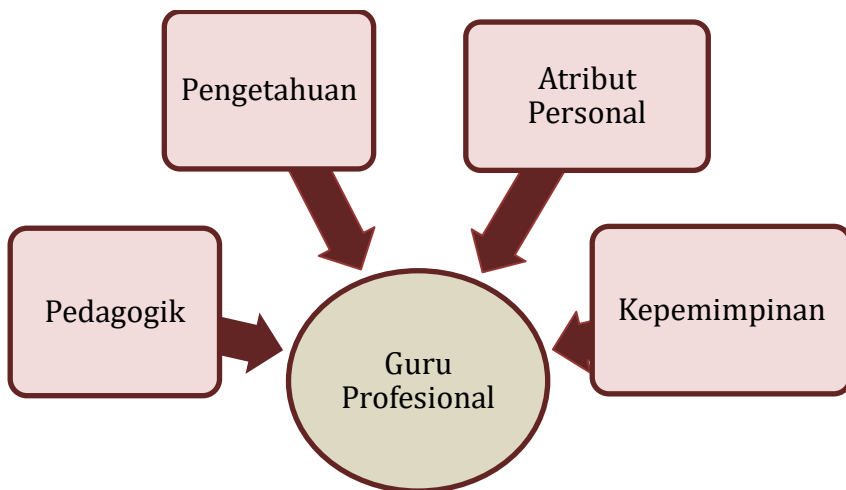 Pengetahuan
Atribut
Personal
Pedagogik
Kepemimpinan
Guru
Profesional